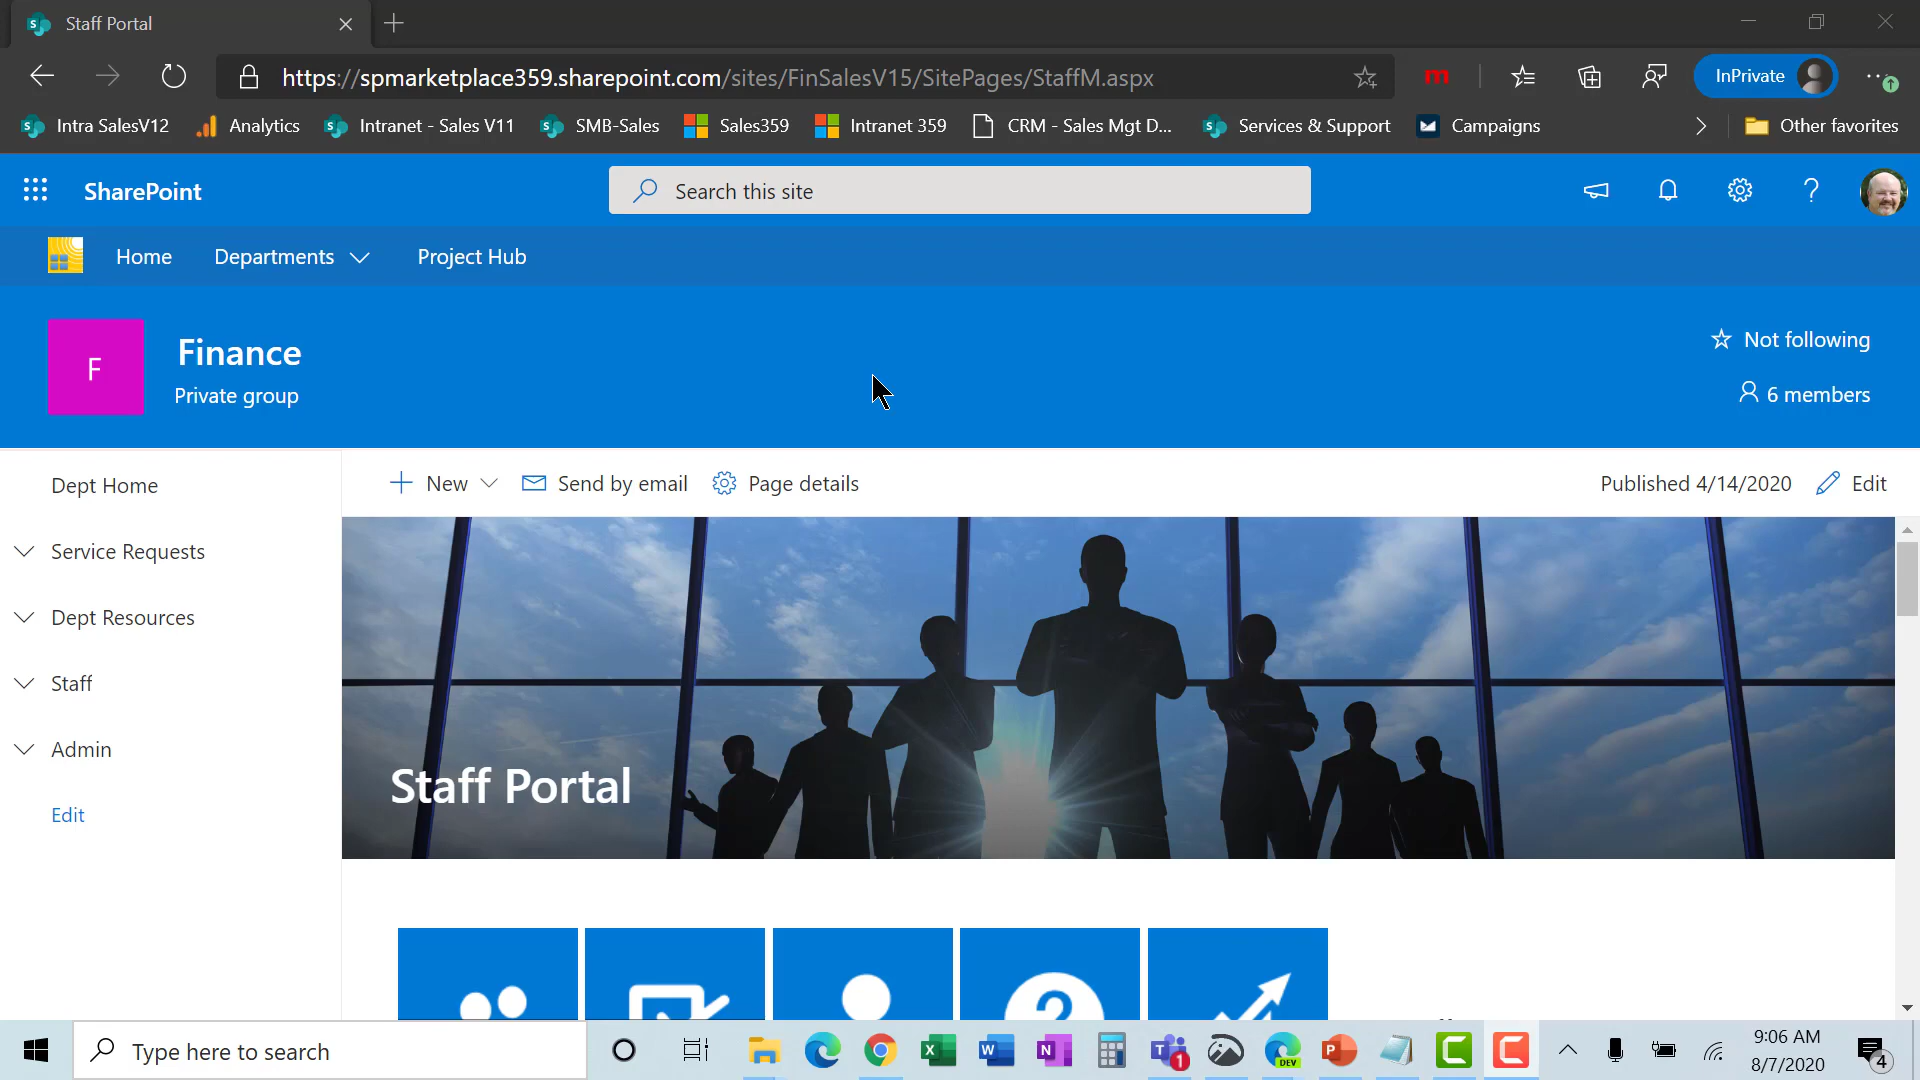 Staff Portal
https://spmarketplace359.sharepoint.com/sites/FinSalesV15/SitePages/StaffM.aspx
m
InPrivate
Intra SalesV12
Analytics
Intranet - Sales V11
SMB-Sales
Sales359
Intranet 359
CRM - Sales Mgt D...
Services & Support
Campaigns
Other favorites
SharePoint
Search this site
Home
Departments
Project Hub
F
Finance
Private group
Not following
6 members
Dept Home
Service Requests
Dept Resources
Staff
Admin
Edit
New
Send by email
Page details
Published 4/14/2020
Edit
Staff Portal
Type here to search
DEV
1
9:06 AM
8/7/2020
4